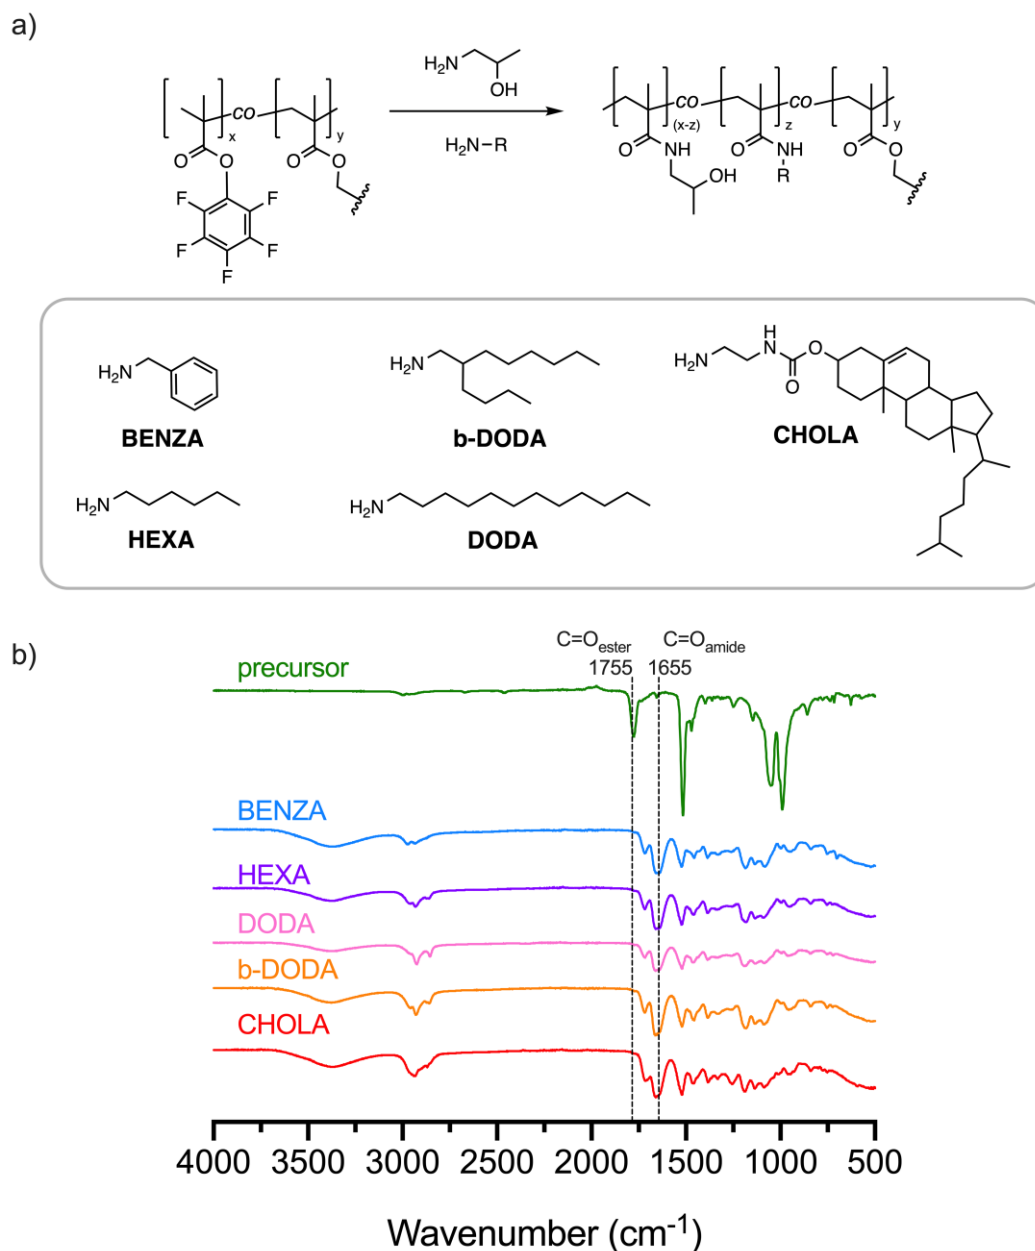 a)
H₂N
OH
co
x
y
O
O
O
O
F
F
F
F
F
H₂N–R
co
co
(x-z)
z
y
O
NH
OH
O
NH
R
O
O
H₂N
BENZA
H₂N
b-DODA
H₂N
H
N
O
O
CHOLA
H₂N
HEXA
H₂N
DODA
b)
C=Oester
C=Oamide
1755
1655
precursor
BENZA
HEXA
DODA
b-DODA
CHOLA
4000 3500 3000 2500 2000 1500 1000 500
Wavenumber (cm⁻¹)